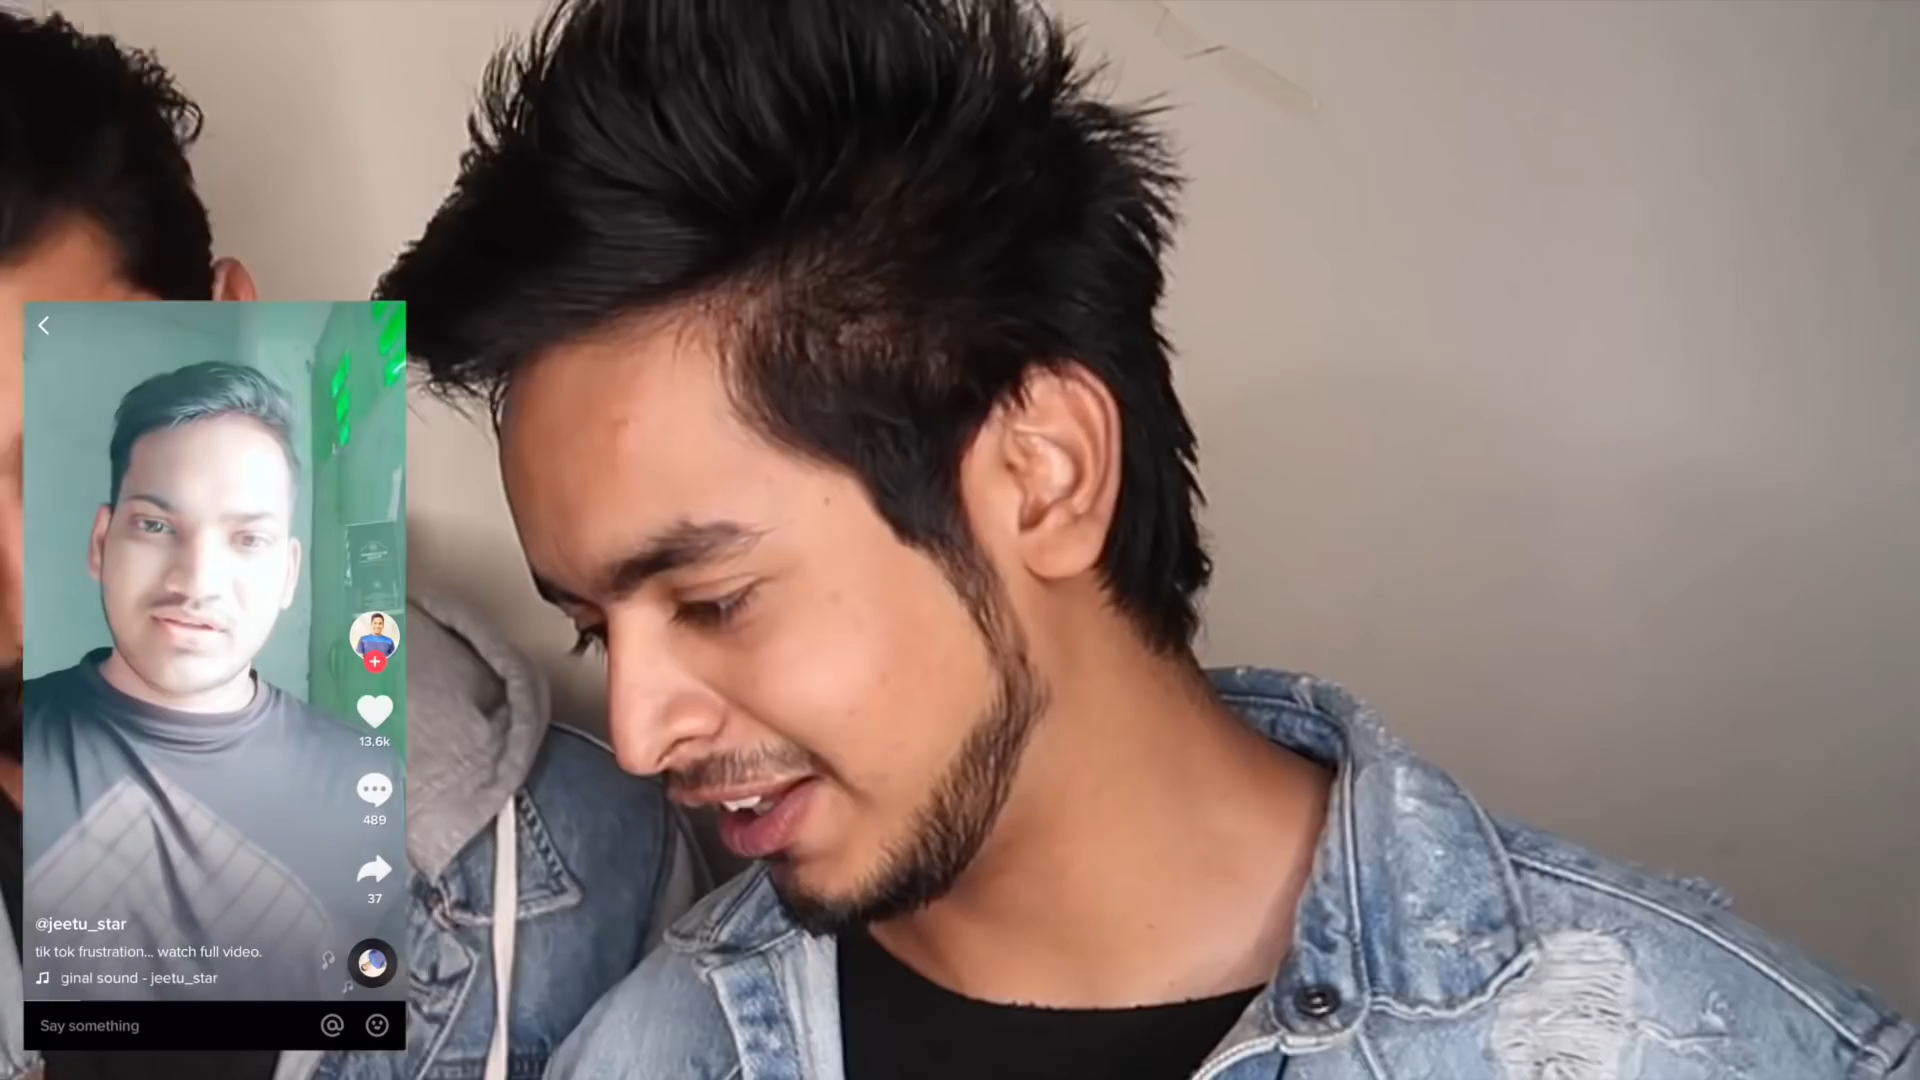 13.6k
489
37
@jeetu_star
tik tok frustration... watch full video.
ginal sound - jeetu_star
Say something